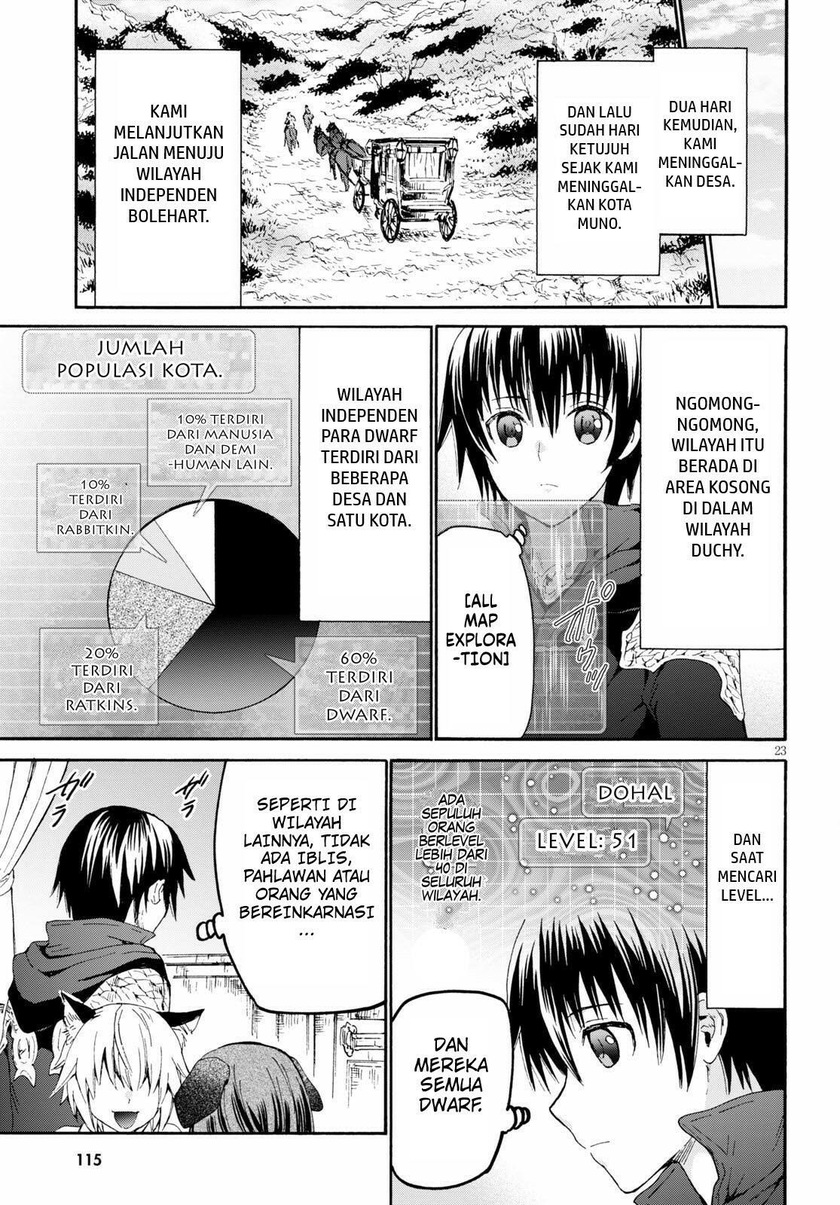 DUA HARI
KEMUDIAN,
KAMI
MENINGGAL-
KAN DESA.
DAN LALU
SUDAH HARI
KETUJUH
SEJAK KAMI
MENINGGAL-
KAN KOTA
MUNO.
KAMI
MELANJUTKAN
JALAN MENUJU
WILAYAH
INDEPENDEN
BOLEHART.
NGOMONG-
NGOMONG,
WILAYAH ITU
BERADA DI
AREA KOSONG
DI DALAM
WILAYAH
DUCHY.
[ALL
MAP
EXPLORA
-TION]
ポウッ
WILAYAH
INDEPENDEN
PARA DWARF
TERDIRI DARI
BEBERAPA
DESA DAN
SATU KOTA.
JUMLAH
POPULASI KOTA.
10% TERDIRI
DARI MANUSIA
DAN DEMI
-HUMAN LAIN.
10%
TERDIRI
DARI
RABBITKIN.
20%
TERDIRI
DARI
RATKINS.
60%
TERDIRI
DARI
DWARF.
23
DAN
SAAT
MENCARI
LEVEL...
DOHAL
LEVEL: 51
ADA
SEPULUH
ORANG
BERLEVEL
LEBIH DARI
40 DI
SELURUH
WILAYAH.
DAN
MEREKA
SEMUA
DWARF.
SEPERTI DI
WILAYAH
LAINNYA, TIDAK
ADA IBLIS,
PAHLAWAN ATAU
ORANG YANG
BEREINKARNASI
...
115